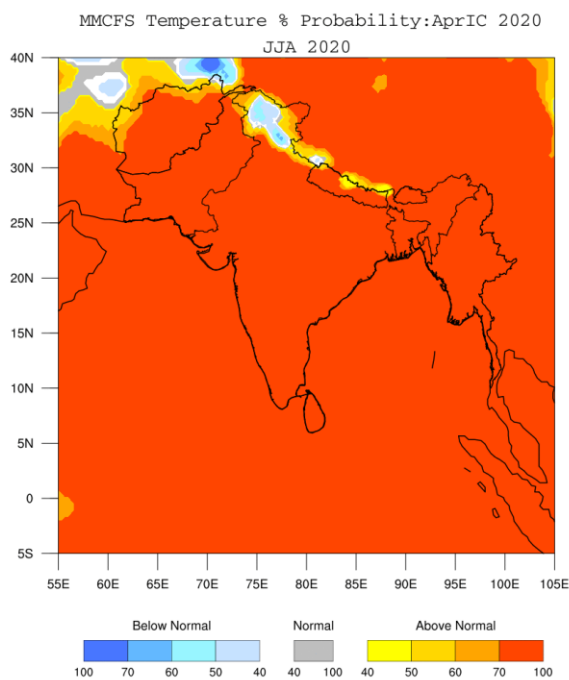 MMCFS Temperature % Probability:AprIC 2020
JJA 2020
40N
35N
30N
25N
20N
15N
10N
5N
0
5S
55E 60E 65E 70E 75E 80E 85E 90E 95E 100E 105E
Below Normal Normal Above Normal
100 70 60 50 40 40 100 40 50 60 70 100